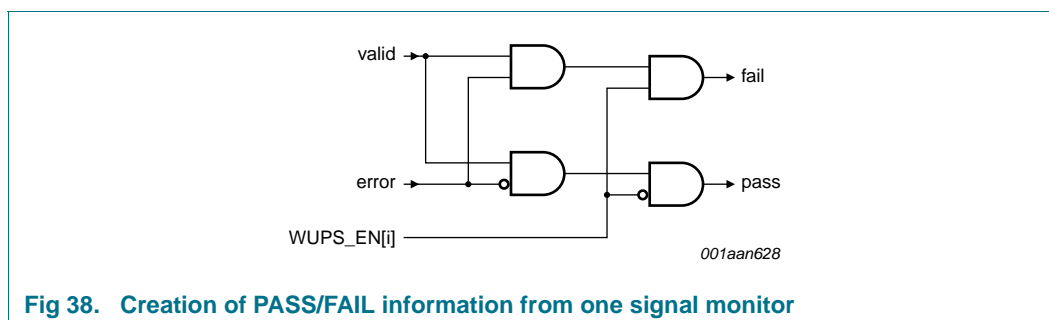 valid
fail
error
pass
WUPS_EN[i]
001aan628
Fig 38. Creation of PASS/FAIL information from one signal monitor